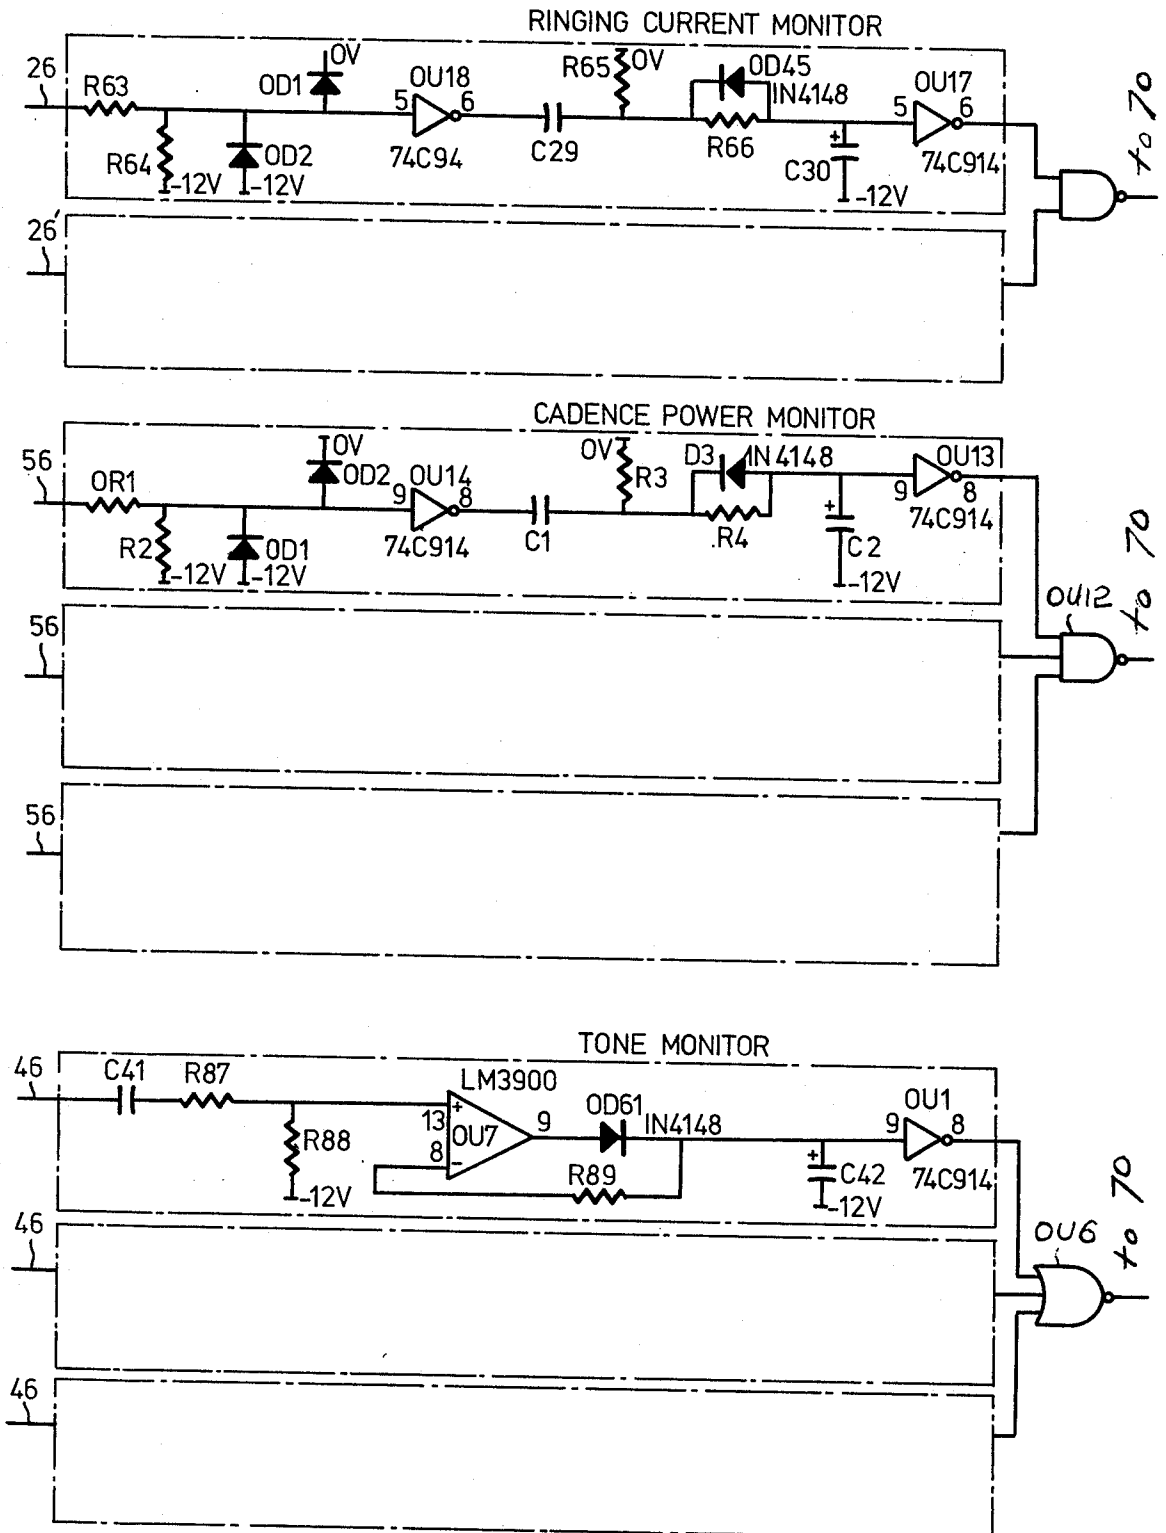 RINGING CURRENT MONITOR
26
R63
R64
-12V
OD2
-12V
OD1
0V
5
OU18
6
74C94
C29
R65
0V
OD45
IN4148
R66
C30
-12V
5
OU17
6
74C914
to 70
26'
CADENCE POWER MONITOR
56
OR1
R2
-12V
OD1
-12V
OD2
0V
9
OU14
8
74C914
C1
0V
R3
D3
IN 4148
.R4
C2
-12V
9
OU13
8
74C914
OU12
to 70
56
56
TONE MONITOR
46
C41
R87
R88
-12V
LM3900
+
13
OU7
8
-
9
OD61
IN4148
R89
C42
-12V
9
OU1
8
74C914
OU6
to 70
46
46